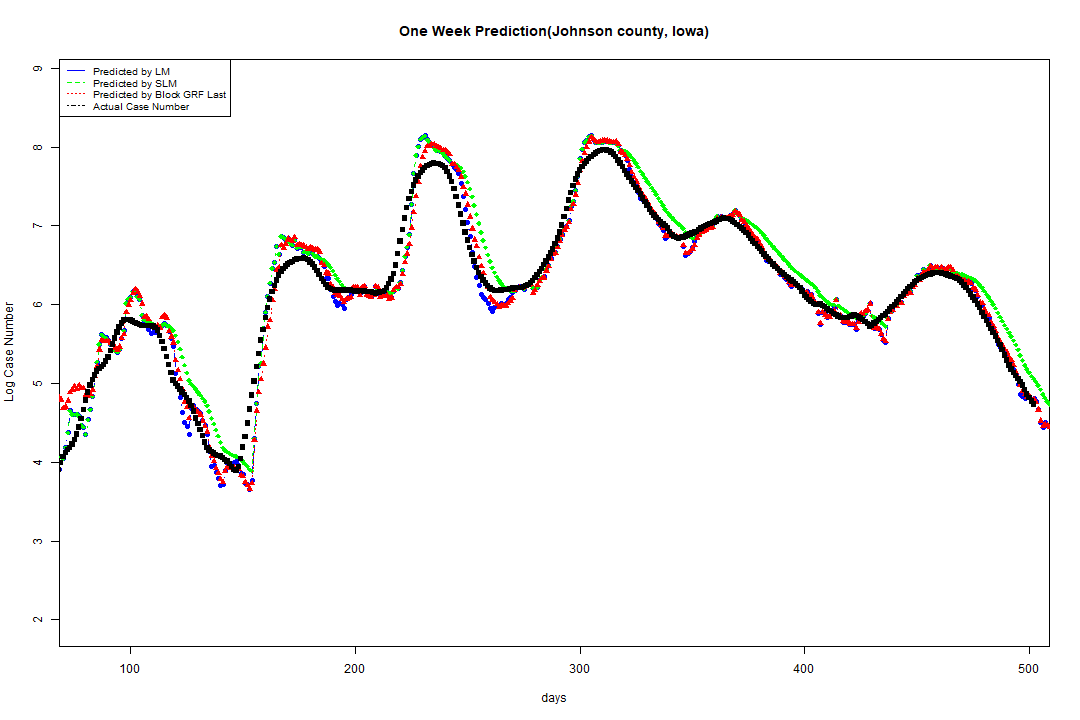 One Week Prediction(Johnson county, Iowa)
Predicted by LM
Predicted by SLM
Predicted by Block GRF Last
Actual Case Number
Log Case Number
9
8
7
6
5
4
3
2
100 200 300 400 500
days